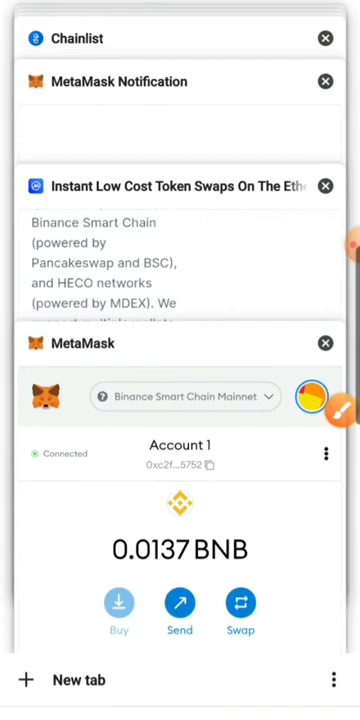 Chainlist
MetaMask Notification
Instant Low Cost Token Swaps On The Eth
Binance Smart Chain
(powered by
Pancakeswap and BSC),
and HECO networks
(powered by MDEX). We
MetaMask
Binance Smart Chain Mainnet
Connected
Account 1
0xc2f...5752
0.0137 BNB
Buy
Send
Swap
+ New tab